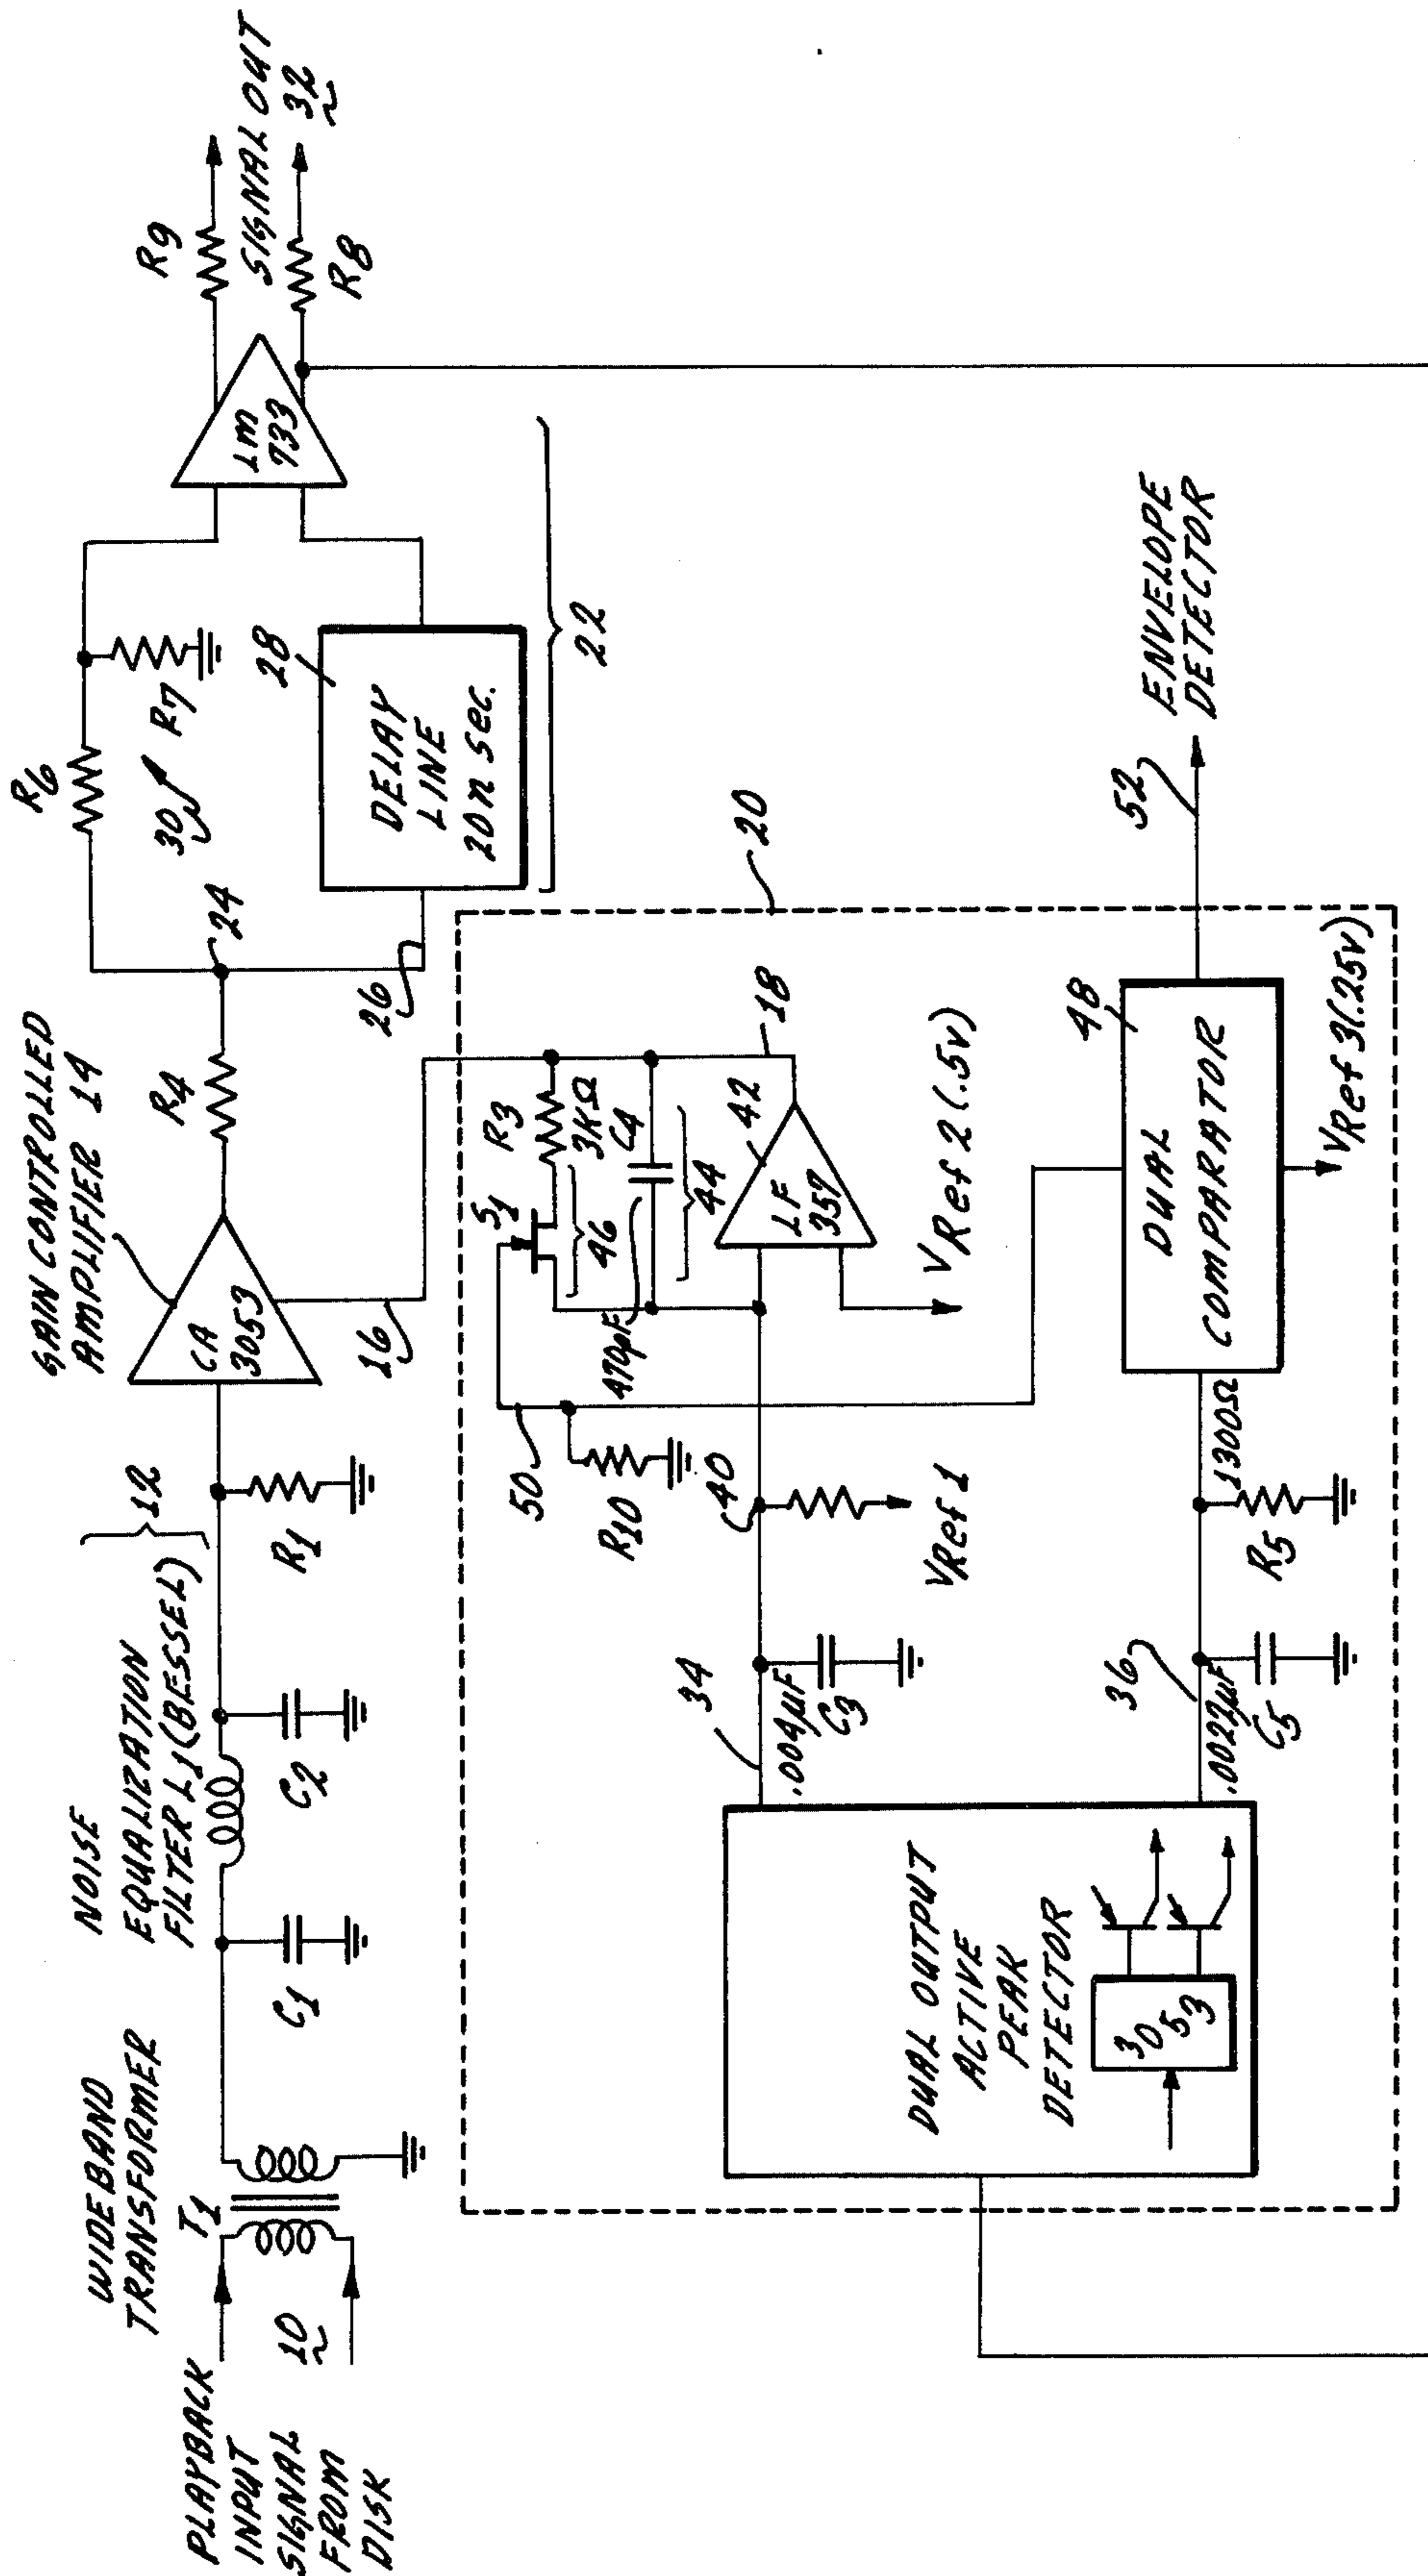 PLAYBACK
INPUT
SIGNAL
FROM
DISK
10
WIDEBAND
TRANSFORMER
T1
C1
NOISE
EQUALIZATION
FILTER L1 (BESSEL)
12
C2
R1
GAIN CONTROLLED
AMPLIFIER 14
CA
3053
16
R4
24
26
R6
30
R7
28
DELAY
LINE
20 n sec.
22
LM
733
R9
SIGNAL OUT
32
R8
20
DUAL OUTPUT
ACTIVE
PEAK
DETECTOR
3053
34
.004µF
C3
36
.0022µF
C5
VRef 1
40
R5
1300Ω
50
R10
S1
R3
3KΩ
46
C4
470pF
44
LF
357
42
18
VRef 2 (.5v)
DUAL
COMPARATOR
48
VRef 3 (.25v)
52
ENVELOPE
DETECTOR